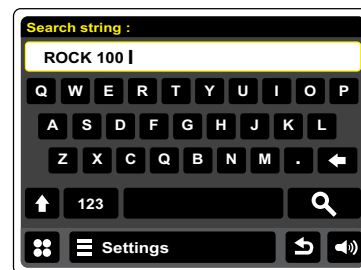 Search string :
ROCK 100
Q W E R T Y U I O P
A S D F G H J K L
Z X C Q B N M .
123
Settings